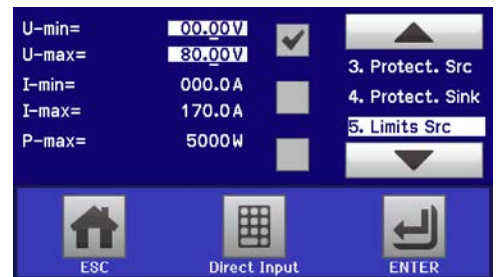 U-min= 00.00V
U-max= 80.00V
I-min= 000.0A
I-max= 170.0A
P-max= 5000W
3. Protect. Src
4. Protect. Sink
5. Limits Src
ESC
Direct Input
ENTER